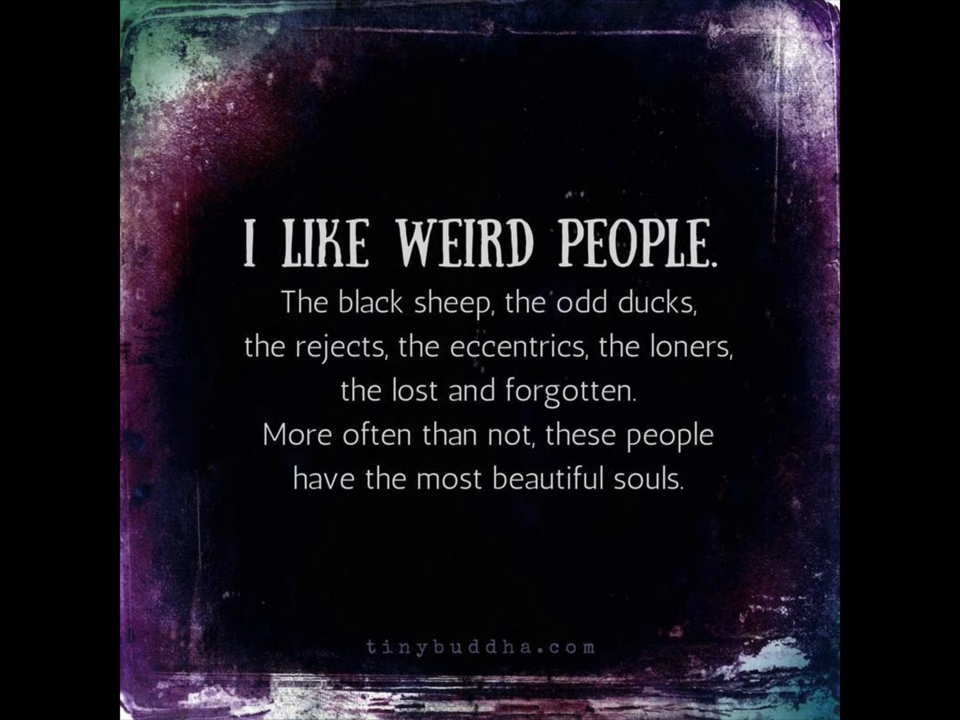 I LIKE WEIRD PEOPLE.
The black sheep, the odd ducks,
the rejects, the eccentrics, the loners,
the lost and forgotten.
More often than not, these people
have the most beautiful souls.
tinybuddha.com